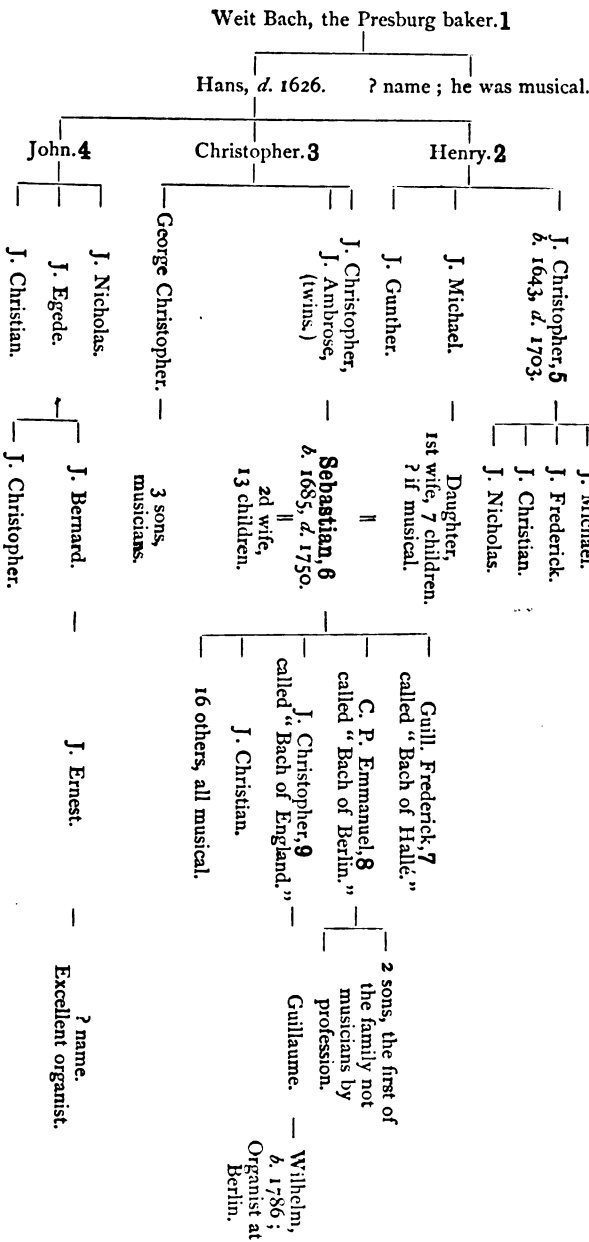 Weit Bach, the Presburg baker.1
Hans, d. 1626.
? name ; he was musical.
John.4
Christopher.3
Henry.2
J. Christopher,5
b. 1643, d. 1703.
J. Michael.
J. Gunther.
J. Christopher,
J. Ambrose,
(twins.)
George Christopher.
J. Nicholas.
J. Egede.
J. Christian.
J. Michael.
J. Frederick.
J. Christian.
J. Nicholas.
Daughter,
1st wife, 7 children.
? if musical.
Sebastian,6
b. 1685, d. 1750.
2d wife,
13 children.
3 sons,
musicians.
J. Bernard.
J. Christopher.
Guill. Frederick,7
called "Bach of Hallé."
C. P. Emmanuel,8
called "Bach of Berlin."
J. Christopher,9
called "Bach of England."
J. Christian.
16 others, all musical.
J. Ernest.
2 sons, the first of
the family not
musicians by
profession.
Guillaume.
? name.
Excellent organist.
Wilhelm,
b. 1786 ;
Organist at
Berlin.